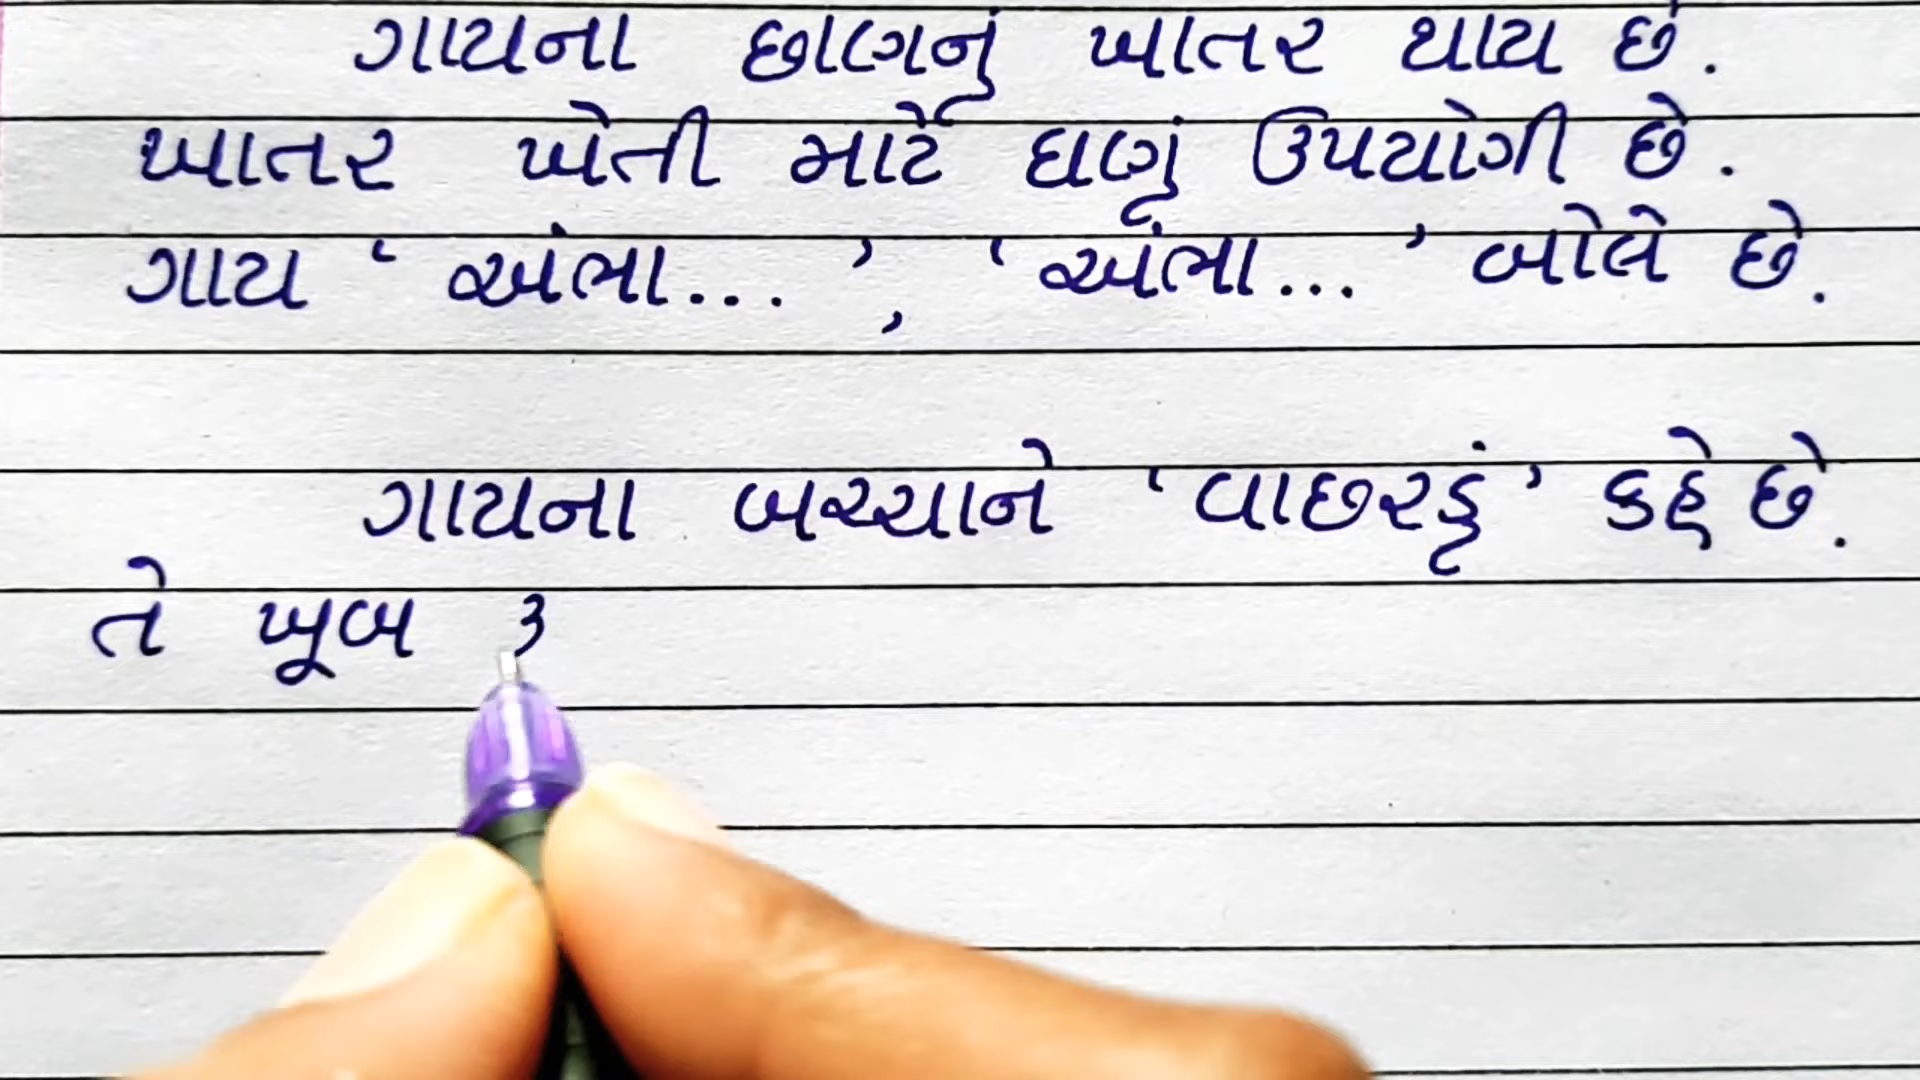 ગાયના છાણનું ખાતર થાય છે.
ખાતર ખેતી માટે ઘણું ઉપયોગી છે.
ગાય ‘ અંભા... ’, ‘ અંભા... ’ બોલે છે.
ગાયના બચ્ચાને ‘વાછરડું’ કહે છે.
તે ખૂબ